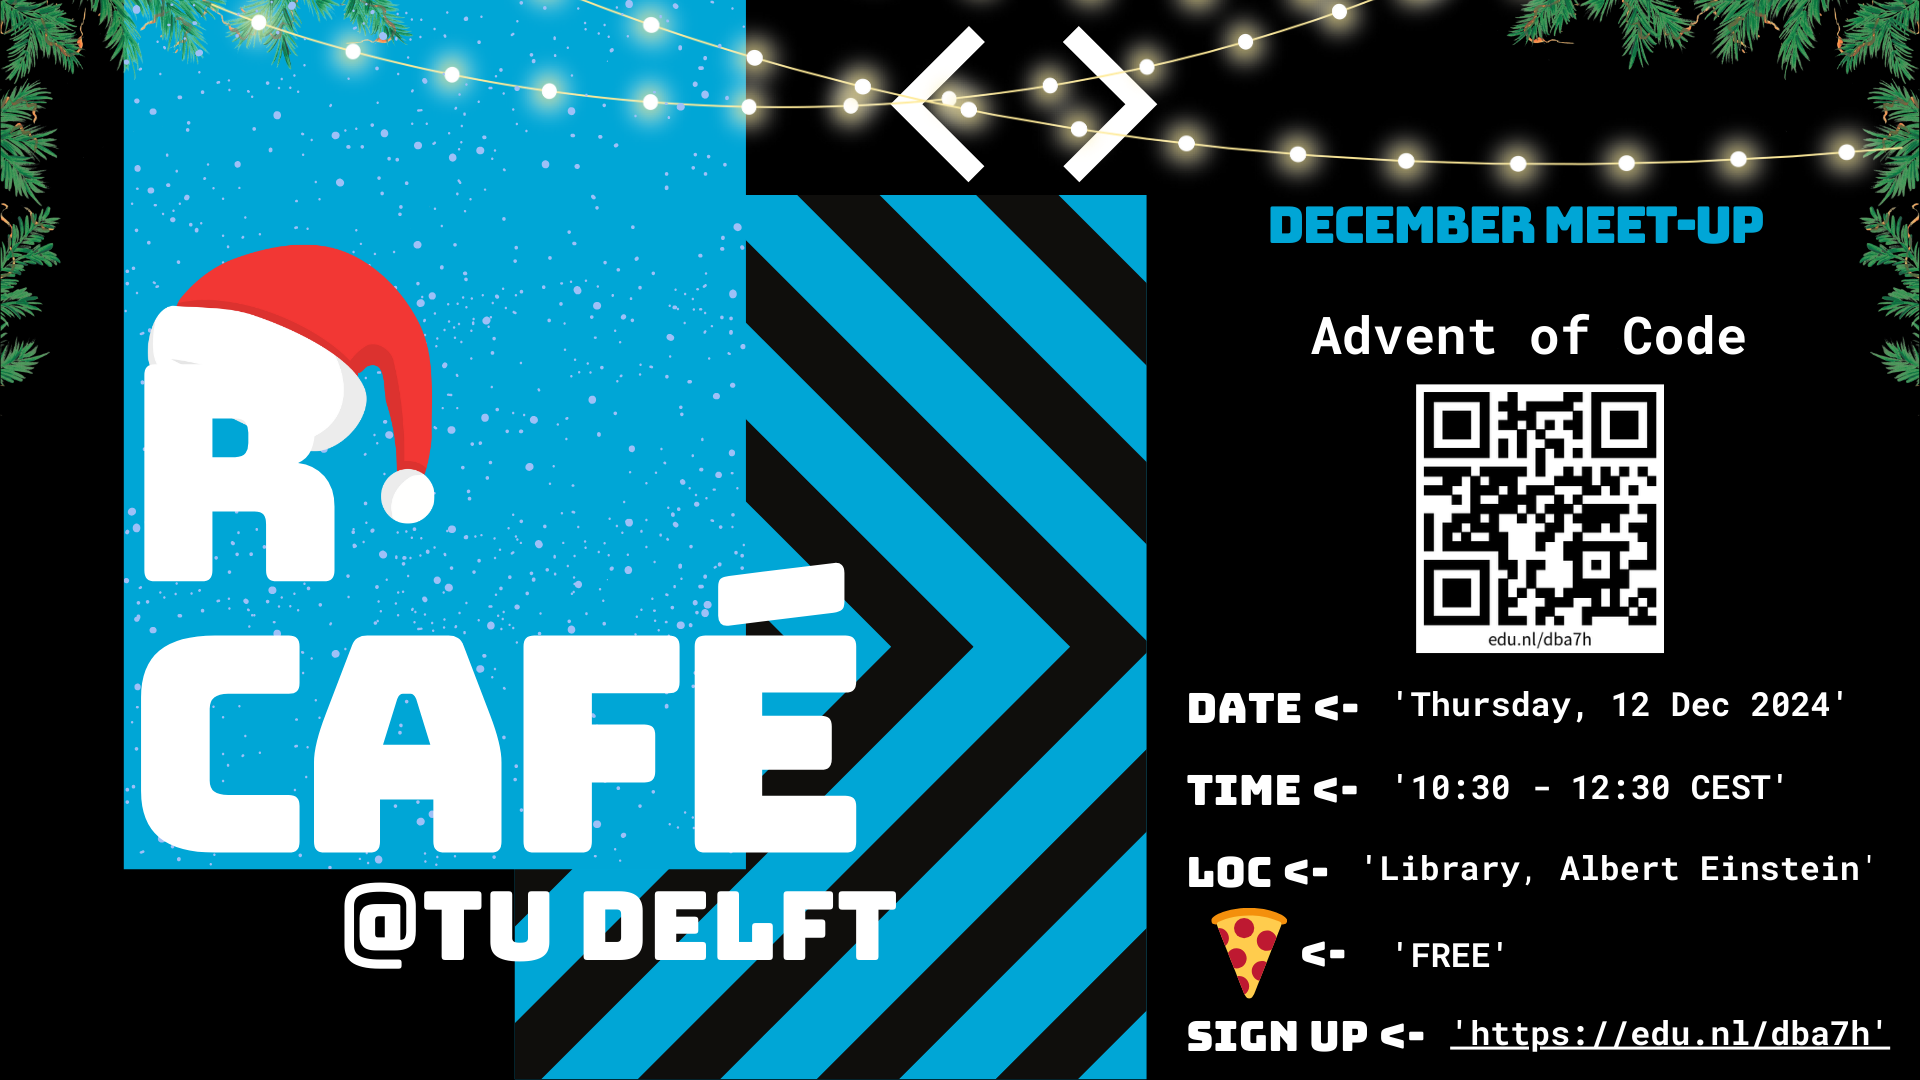 R
CAFÉ
@TU DELFT
DECEMBER MEET-UP
Advent of Code
edu.nl/dba7h
DATE <- 'Thursday, 12 Dec 2024'
TIME <- '10:30 - 12:30 CEST'
LOC <- 'Library, Albert Einstein'
<- 'FREE'
SIGN UP <- 'https://edu.nl/dba7h'